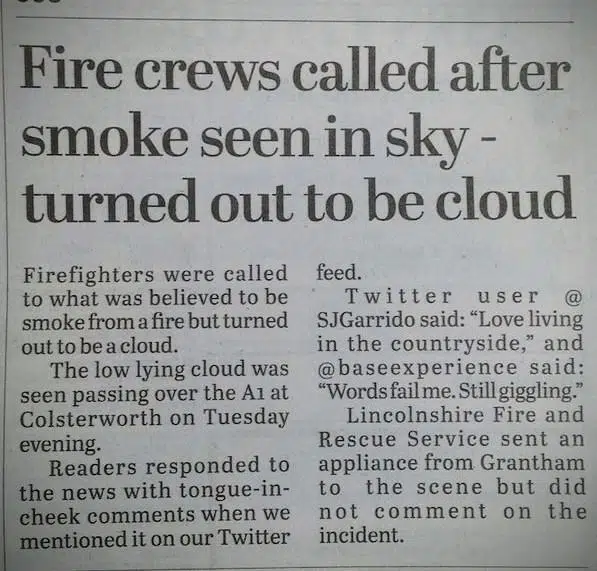 Fire crews called after
smoke seen in sky -
turned out to be cloud
Firefighters were called
to what was believed to be
smoke from a fire but turned
out to be a cloud.
The low lying cloud was
seen passing over the A1 at
Colsterworth on Tuesday
evening.
Readers responded to
the news with tongue-in-
cheek comments when we
mentioned it on our Twitter
feed.
Twitter user @
SJGarrido said: “Love living
in the countryside,” and
@baseexperience said:
“Words fail me. Still giggling.”
Lincolnshire Fire and
Rescue Service sent an
appliance from Grantham
to the scene but did
not comment on the
incident.